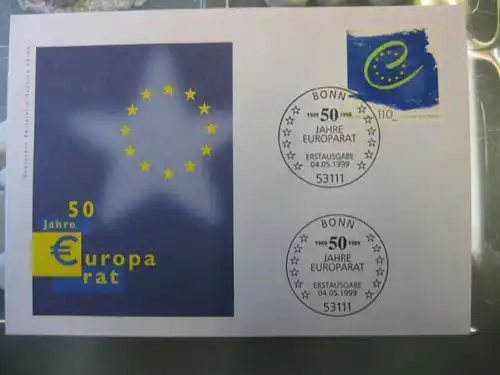 50
Jahre
€uropa
rat
110
BONN
1949 50 1999
JAHRE
EUROPARAT
ERSTAUSGABE
04.05.1999
53111
BONN
1949 50 1999
JAHRE
EUROPARAT
ERSTAUSGABE
04.05.1999
53111